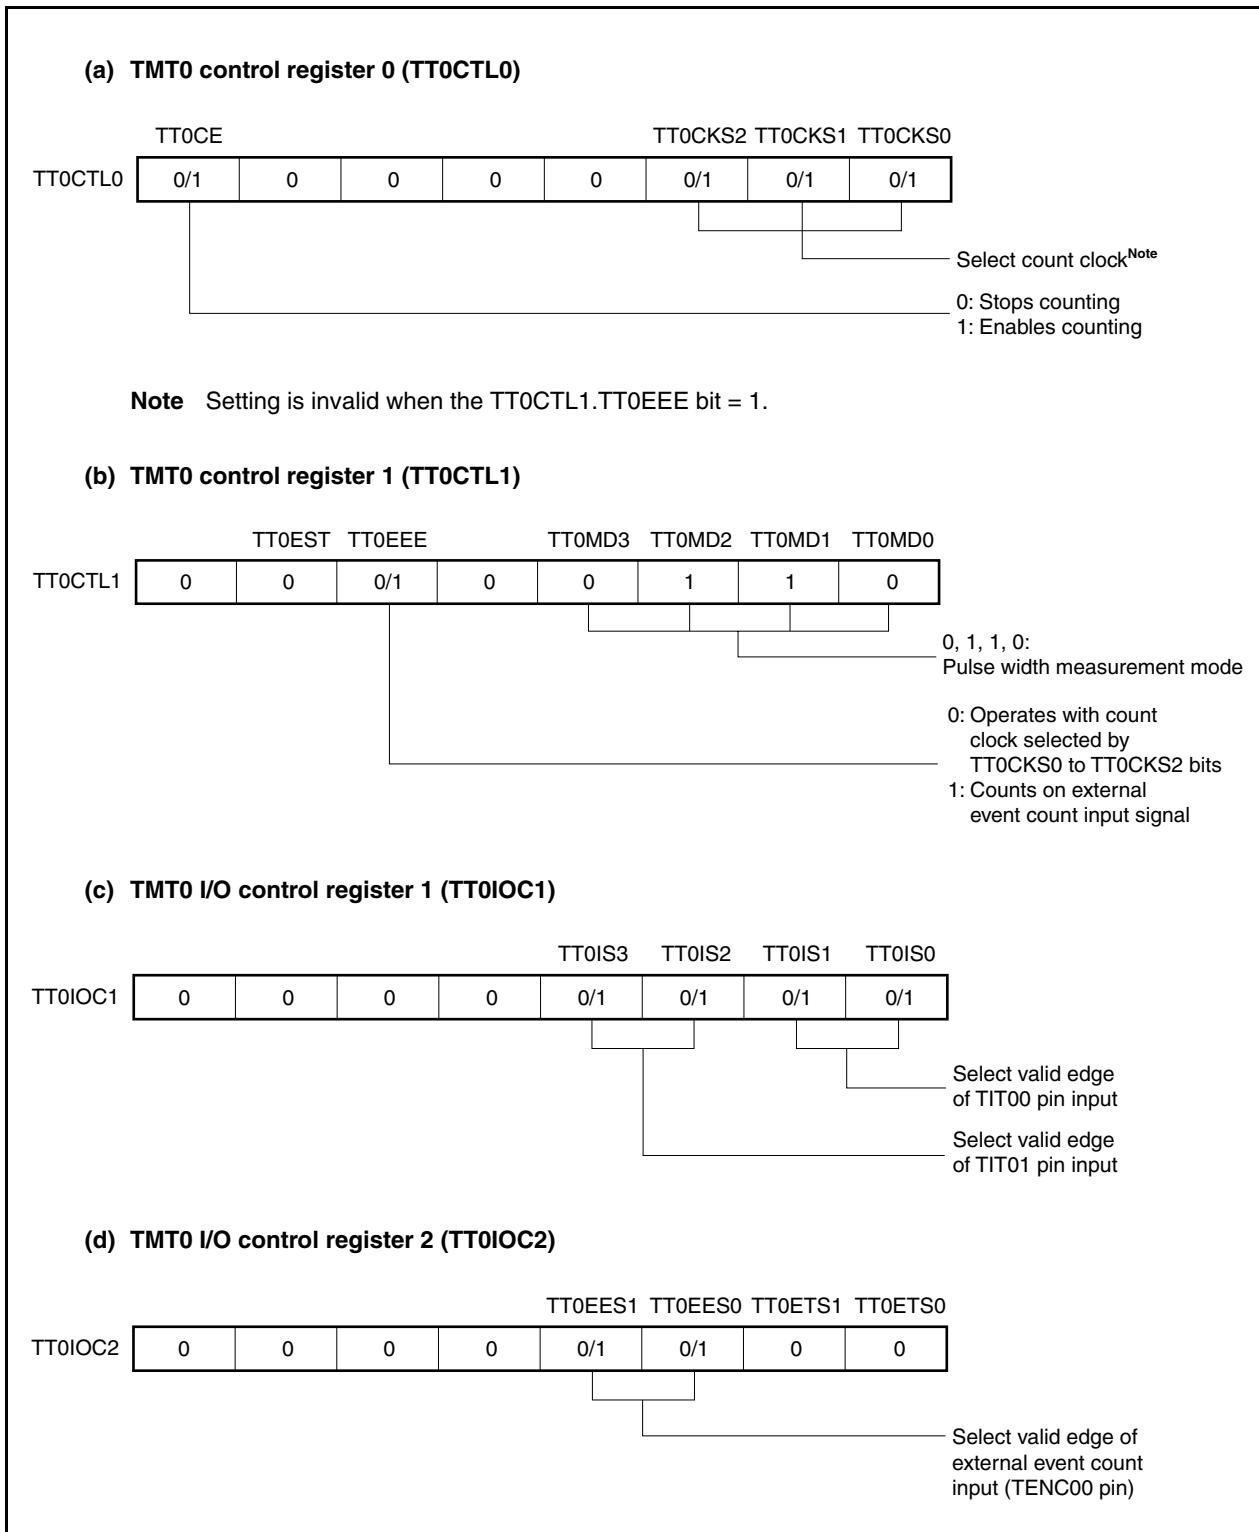 (a) TMT0 control register 0 (TT0CTL0)
TT0CE TT0CKS2 TT0CKS1 TT0CKS0
TT0CTL0 0/1 0 0 0 0 0/1 0/1 0/1
Select count clockNote
0: Stops counting
1: Enables counting
Note Setting is invalid when the TT0CTL1.TT0EEE bit = 1.
(b) TMT0 control register 1 (TT0CTL1)
TT0EST TT0EEE TT0MD3 TT0MD2 TT0MD1 TT0MD0
TT0CTL1 0 0 0/1 0 0 1 1 0
0, 1, 1, 0:
Pulse width measurement mode
0: Operates with count
clock selected by
TT0CKS0 to TT0CKS2 bits
1: Counts on external
event count input signal
(c) TMT0 I/O control register 1 (TT0IOC1)
TT0IS3 TT0IS2 TT0IS1 TT0IS0
TT0IOC1 0 0 0 0 0/1 0/1 0/1 0/1
Select valid edge
of TIT00 pin input
Select valid edge
of TIT01 pin input
(d) TMT0 I/O control register 2 (TT0IOC2)
TT0EES1 TT0EES0 TT0ETS1 TT0ETS0
TT0IOC2 0 0 0 0 0/1 0/1 0 0
Select valid edge of
external event count
input (TENC00 pin)